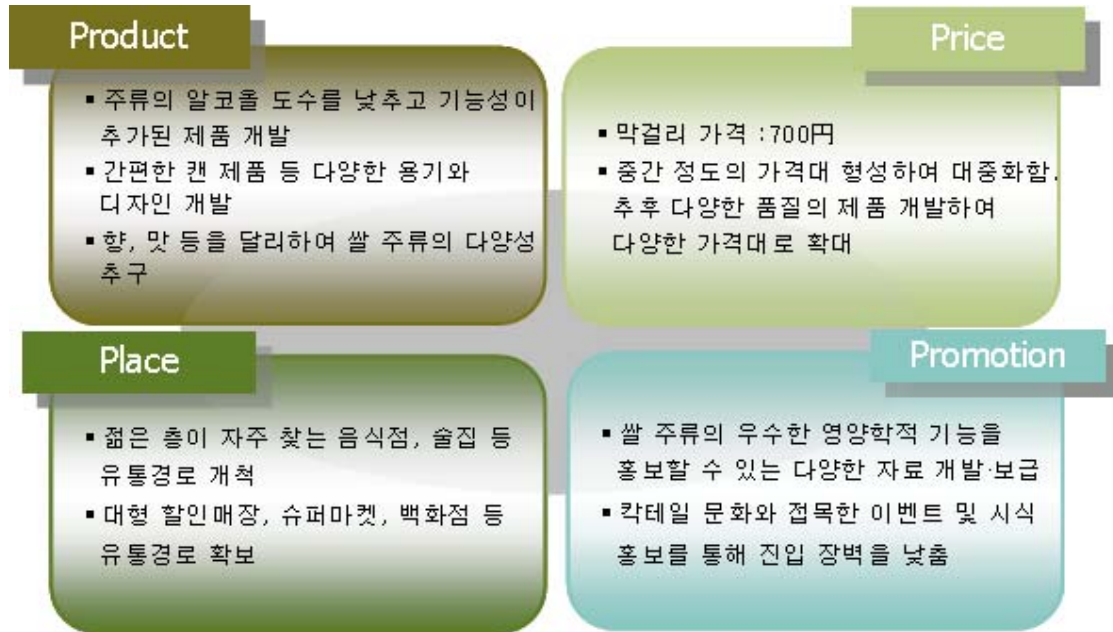 Product
▪ 주류의 알코올 도수를 낮추고 기능성이
추가된 제품 개발
▪ 간편한 캔 제품 등 다양한 용기와
디자인 개발
▪ 향, 맛 등을 달리하여 쌀 주류의 다양성
추구
Price
▪ 막걸리 가격 :700円
▪ 중간 정도의 가격대 형성하여 대중화함.
추후 다양한 품질의 제품 개발하여
다양한 가격대로 확대
Place
▪ 젊은 층이 자주 찾는 음식점, 술집 등
유통경로 개척
▪ 대형 할인매장, 슈퍼마켓, 백화점 등
유통경로 확보
Promotion
▪ 쌀 주류의 우수한 영양학적 기능을
홍보할 수 있는 다양한 자료 개발·보급
▪ 칵테일 문화와 접목한 이벤트 및 시식
홍보를 통해 진입 장벽을 낮춤